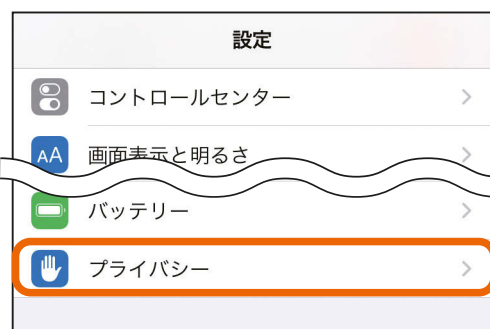 設定
コントロールセンター
AA 画面表示と明るさ
バッテリー
プライバシー